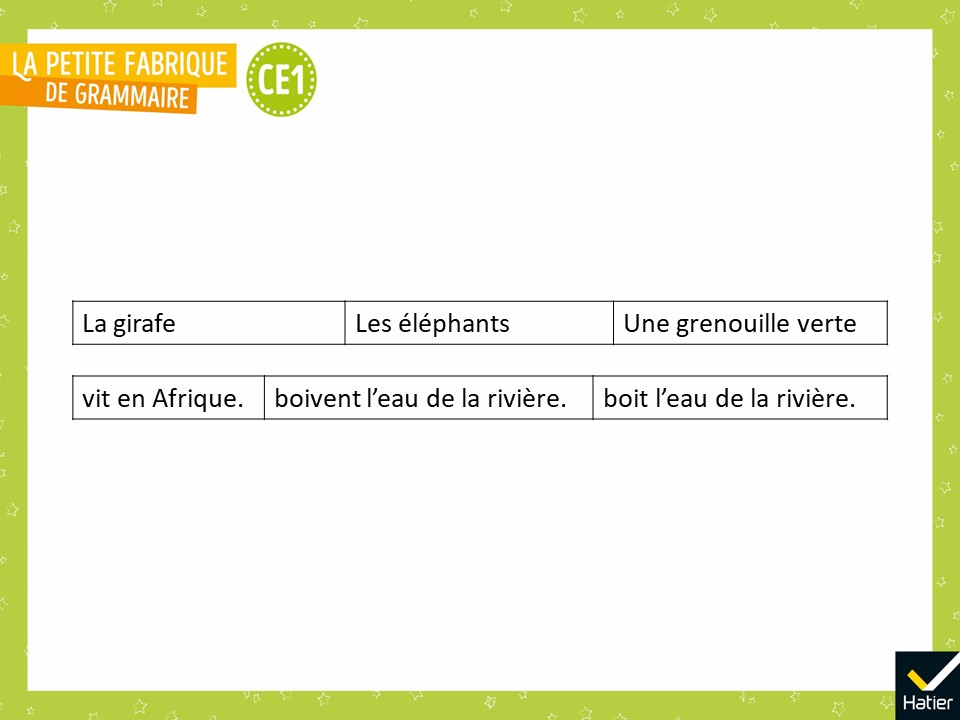 LA PETITE FABRIQUE
DE GRAMMAIRE
CE1
La girafe Les éléphants Une grenouille verte
vit en Afrique. boivent l’eau de la rivière. boit l’eau de la rivière.
Hatier